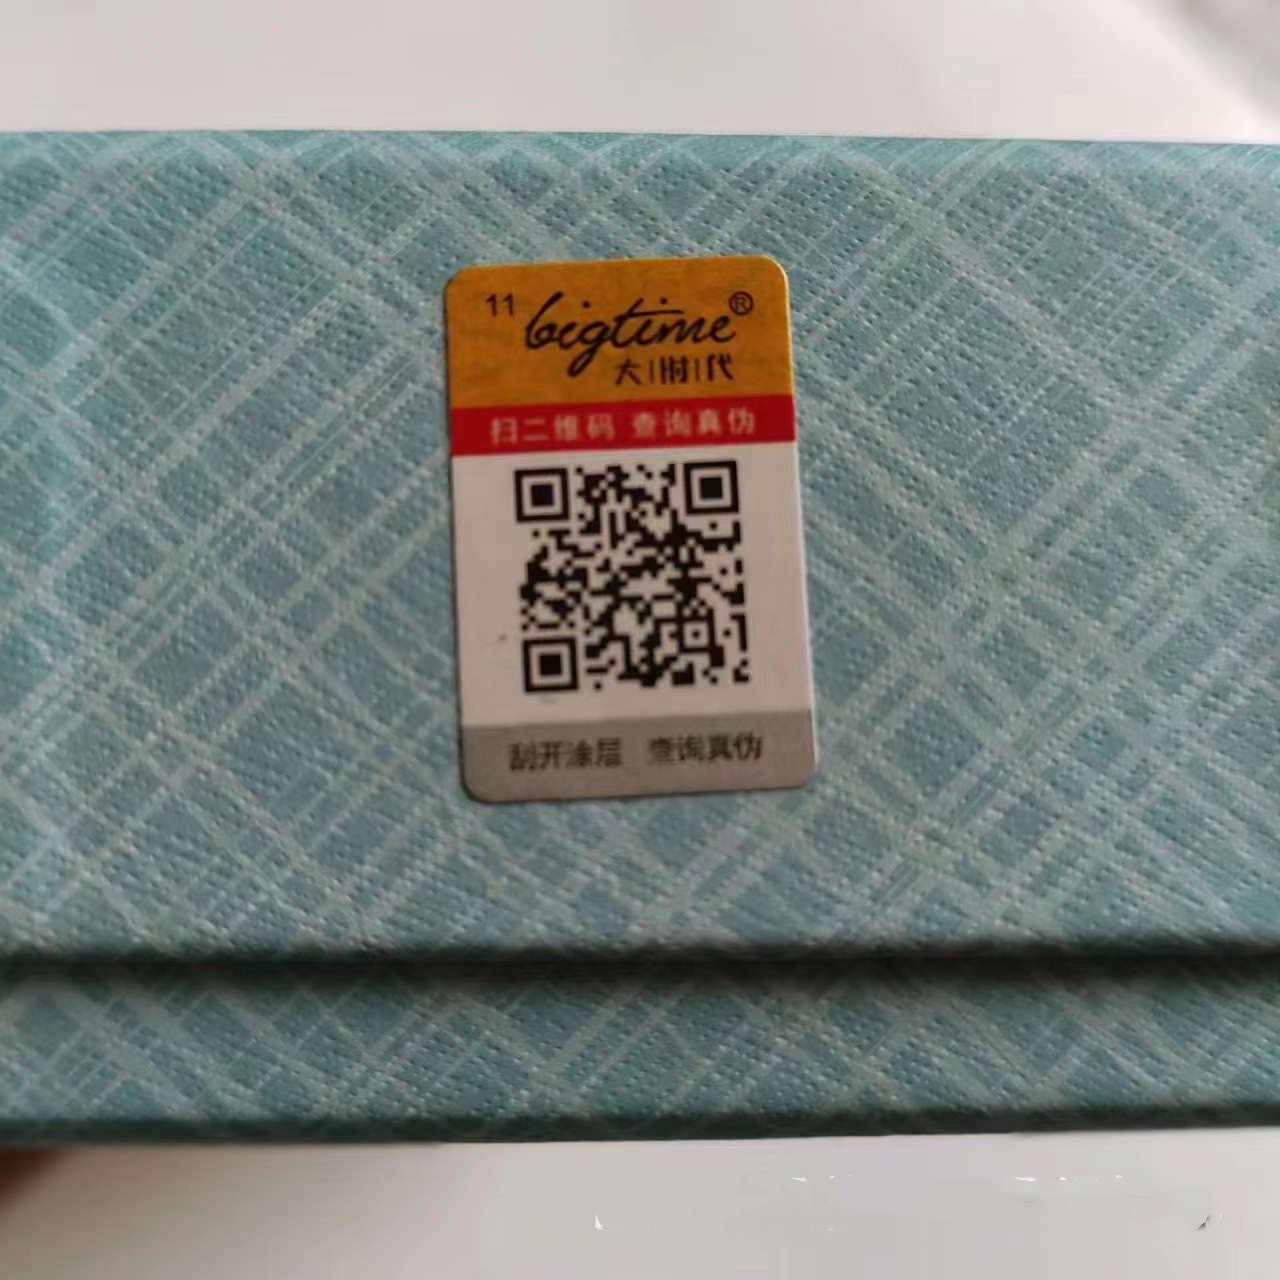 11 bigtime®
大时代
扫二维码 查询真伪
刮开涂层 查询真伪